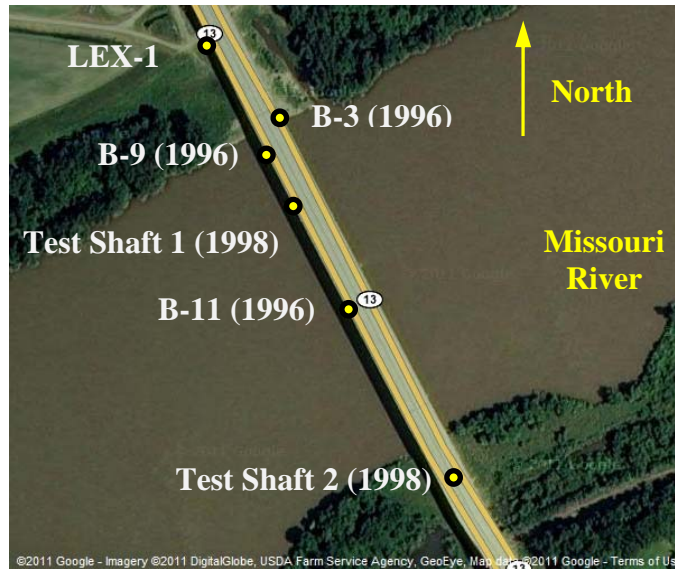 13
LEX-1
North
B-3 (1996)
B-9 (1996)
Test Shaft 1 (1998)
Missouri
River
13
B-11 (1996)
Test Shaft 2 (1998)
©2011 Google - Imagery ©2011 DigitalGlobe, USDA Farm Service Agency, GeoEye, Map data ©2011 Google - Terms of Us